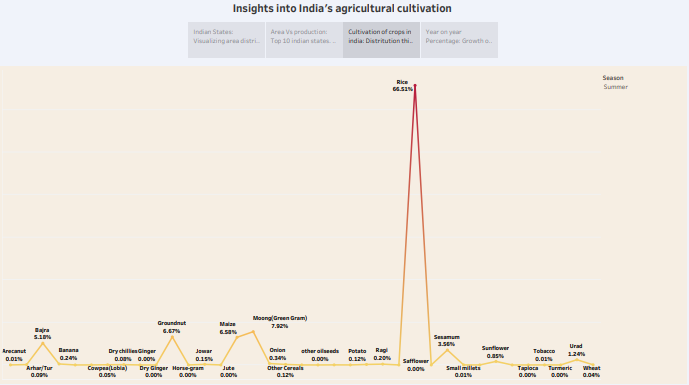 Insights into India's agricultural cultivation
Indian States:
Visualizing area distri..
Area Vs production:
Top 10 indian states. ...
Cultivation of crops in
india: Distribution thi..
Year on year
Percentage: Growth o..
Season
Summer
Rice
66.51%
Moong(Green Gram)
7.92%
Groundnut
6.67%
Maize
6.58%
Bajra
5.18%
Sesamum
3.56%
Arecanut
0.01%
Banana
0.24%
Dry chillies
0.08%
Ginger
0.00%
Jowar
0.15%
Onion
0.34%
other oilseeds
0.00%
Potato
0.12%
Ragi
0.20%
Sunflower
0.85%
Tobacco
0.01%
Urad
1.24%
Arhar/Tur
0.09%
Cowpea(Lobia)
0.05%
Dry Ginger
0.00%
Horse-gram
0.00%
Jute
0.00%
Other Cereals
0.12%
Safflower
0.00%
Small millets
0.01%
Tapioca
0.00%
Turmeric
0.00%
Wheat
0.04%